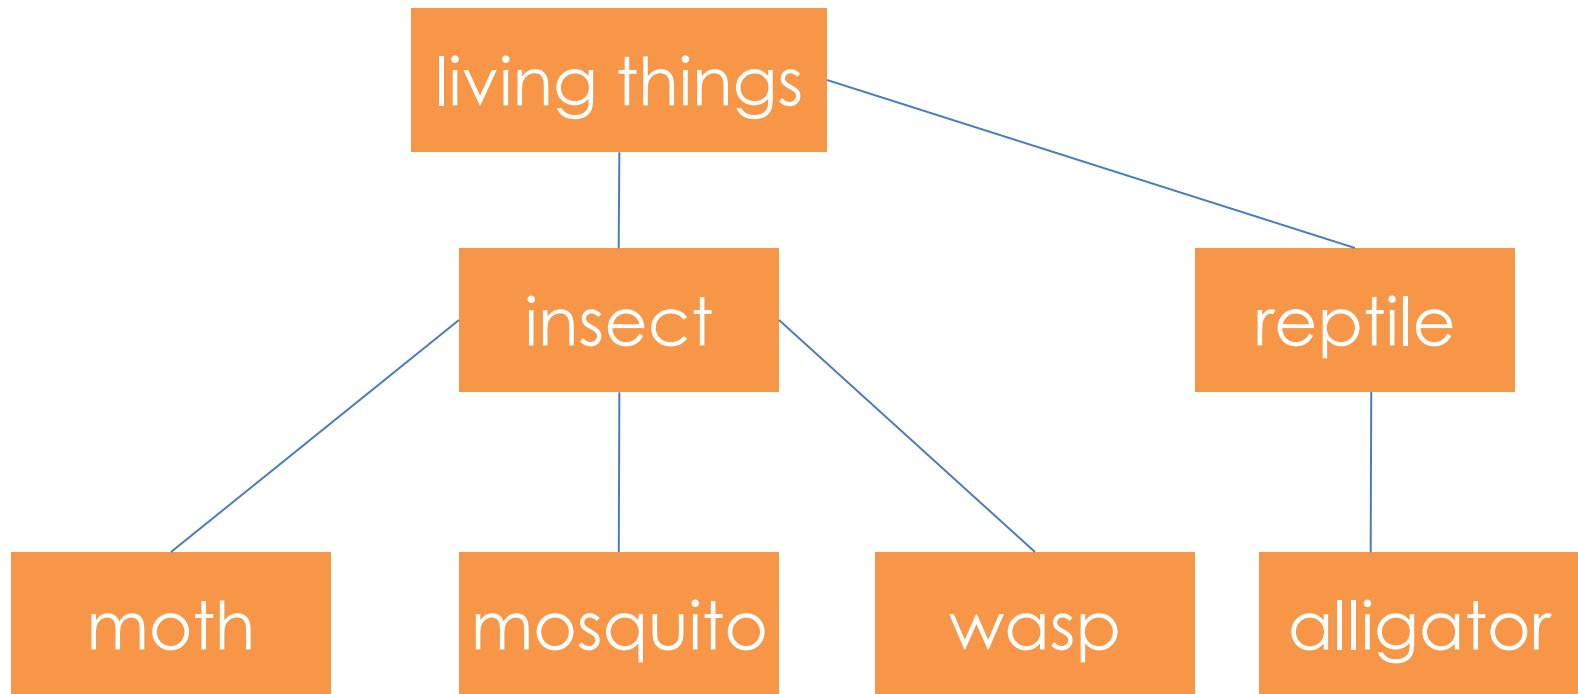 living things
insect
reptile
moth
mosquito
wasp
alligator